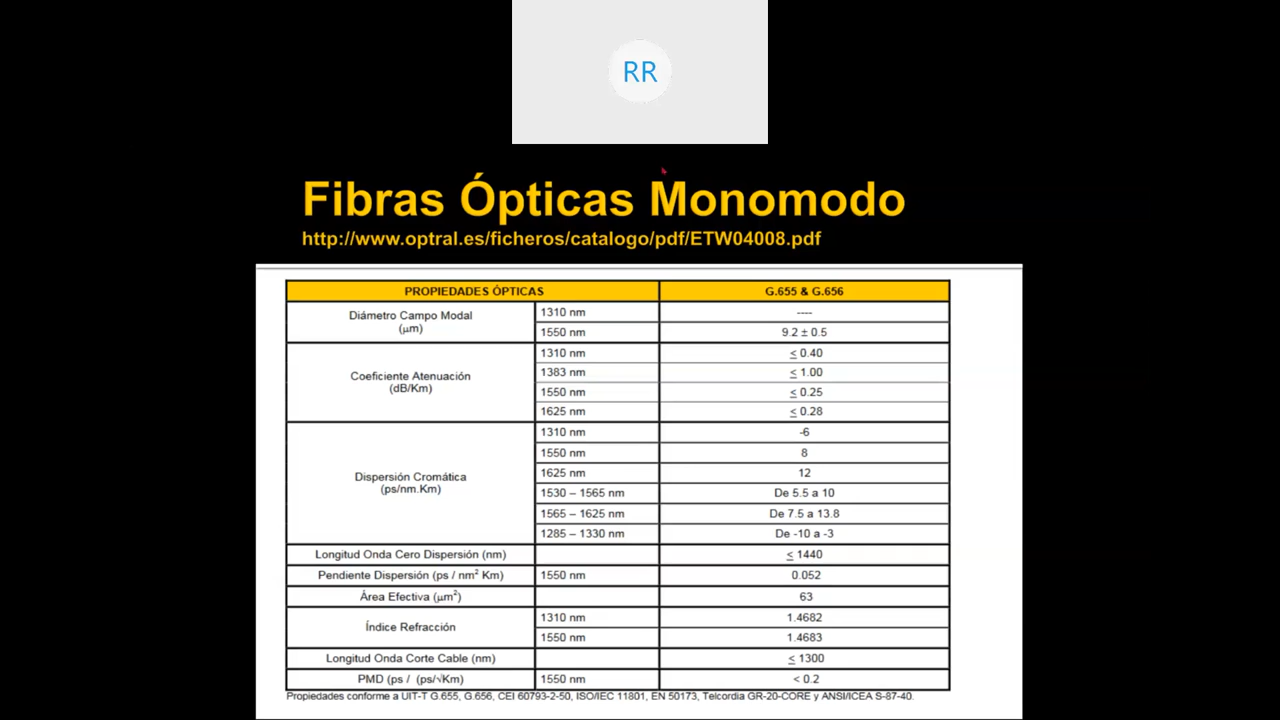 RR
Fibras Ópticas Monomodo
http://www.optral.es/ficheros/catalogo/pdf/ETW04008.pdf
PROPIEDADES ÓPTICAS G.655 & G.656
Diámetro Campo Modal (μm) 1310 nm ----
1550 nm 9.2 ± 0.5
Coeficiente Atenuación (dB/Km) 1310 nm ≤ 0.40
1383 nm ≤ 1.00
1550 nm ≤ 0.25
1625 nm ≤ 0.28
Dispersión Cromática (ps/nm.Km) 1310 nm -6
1550 nm 8
1625 nm 12
1530 – 1565 nm De 5.5 a 10
1565 – 1625 nm De 7.5 a 13.8
1285 – 1330 nm De -10 a -3
Longitud Onda Cero Dispersión (nm) ≤ 1440
Pendiente Dispersión (ps / nm² Km) 1550 nm 0.052
Área Efectiva (μm²) 63
Índice Refracción 1310 nm 1.4682
1550 nm 1.4683
Longitud Onda Corte Cable (nm) ≤ 1300
PMD (ps / (ps/√Km) 1550 nm < 0.2
Propiedades conforme a UIT-T G.655, G.656, CEI 60793-2-50, ISO/IEC 11801, EN 50173, Telcordia GR-20-CORE y ANSI/ICEA S-87-40.